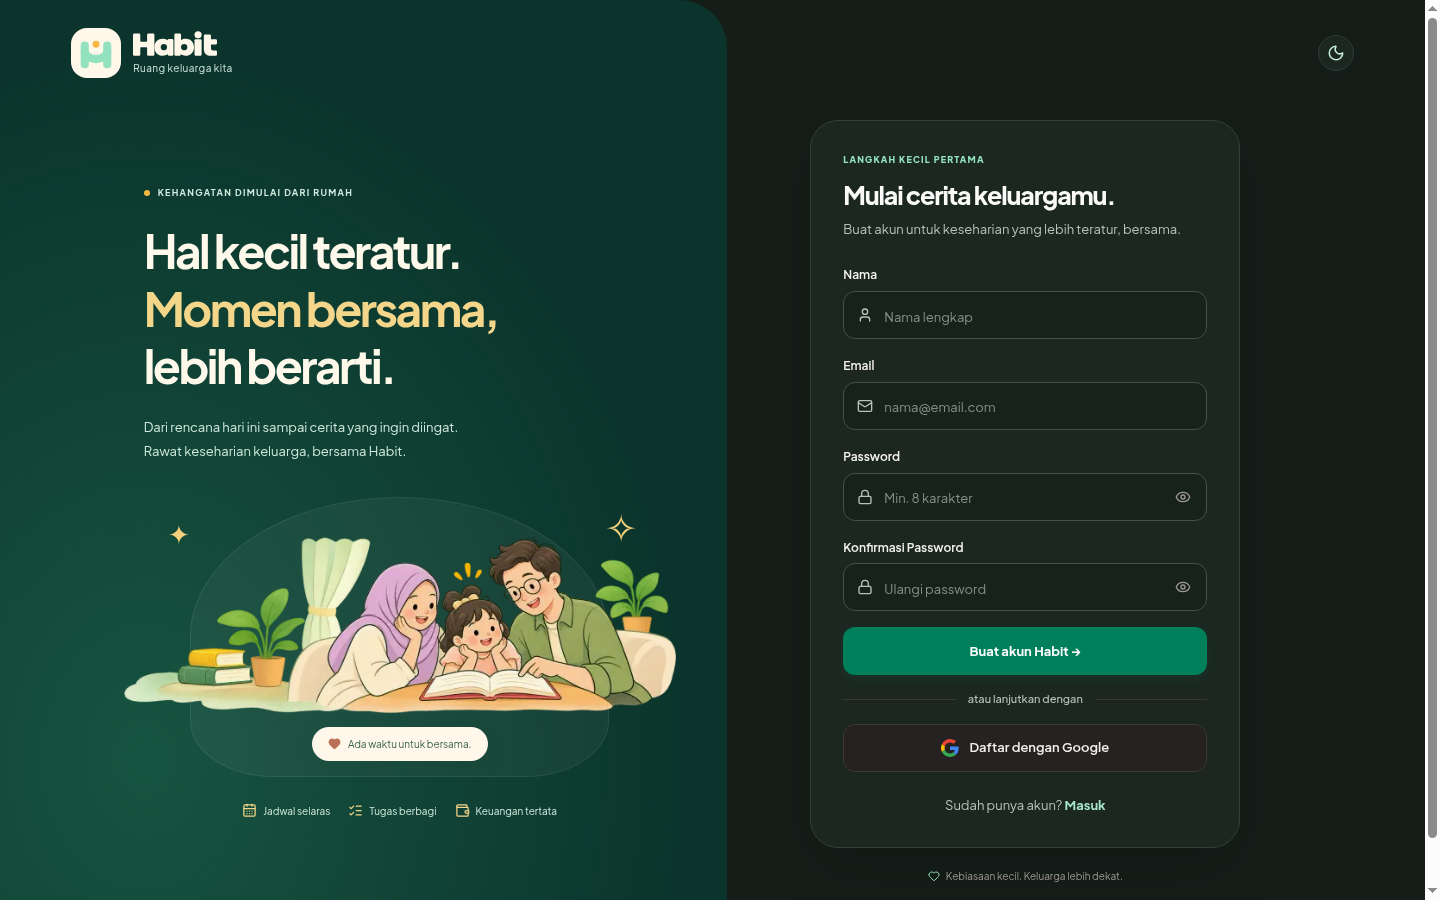 Habit
Ruang keluarga kita
KEHANGATAN DIMULAI DARI RUMAH
Hal kecil teratur.
Momen bersama,
lebih berarti.
Dari rencana hari ini sampai cerita yang ingin diingat.
Rawat keseharian keluarga, bersama Habit.
Ada waktu untuk bersama.
Jadwal selaras
Tugas berbagi
Keuangan tertata
LANGKAH KECIL PERTAMA
Mulai cerita keluargamu.
Buat akun untuk keseharian yang lebih teratur, bersama.
Nama
Nama lengkap
Email
nama@email.com
Password
Min. 8 karakter
Konfirmasi Password
Ulangi password
Buat akun Habit →
atau lanjutkan dengan
Daftar dengan Google
Sudah punya akun? Masuk
Kebiasaan kecil. Keluarga lebih dekat.